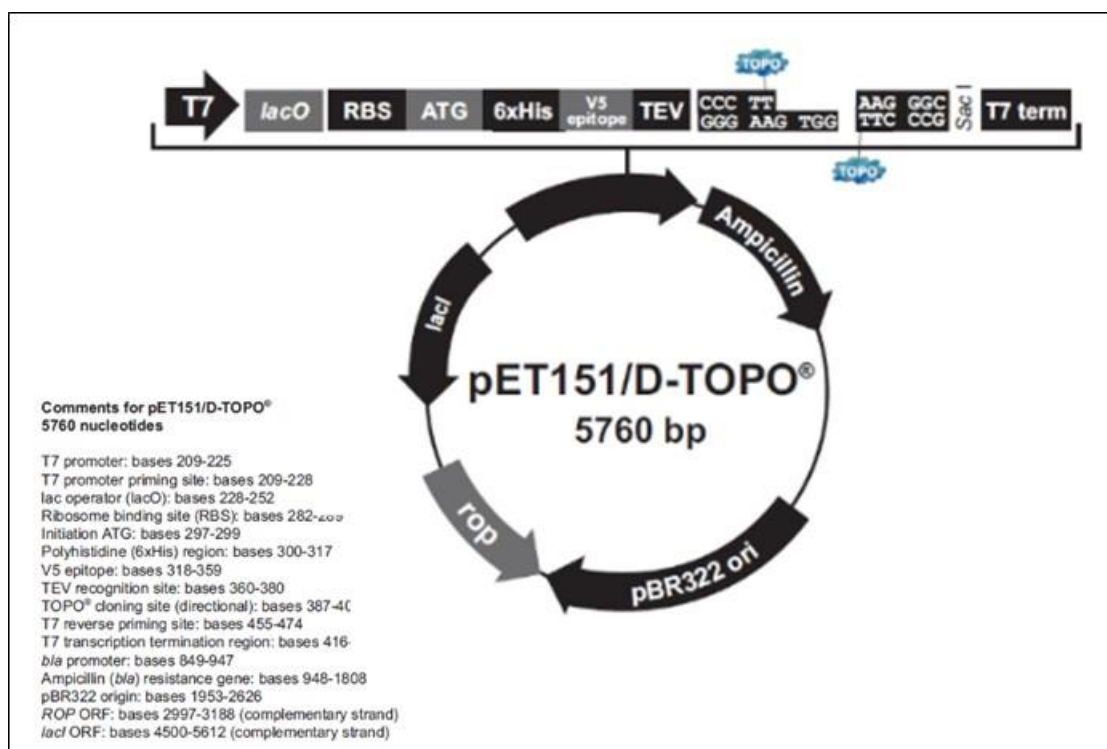 TOPO
T7 lacO RBS ATG 6xHis V5 epitope TEV CCC TT AAG GGC SacI T7 term
GGG AAG TGG TTC CCG
TOPO
Ampicillin
lacI
pET151/D-TOPO®
5760 bp
rop
pBR322 ori
Comments for pET151/D-TOPO®
5760 nucleotides
T7 promoter: bases 209-225
T7 promoter priming site: bases 209-228
lac operator (lacO): bases 228-252
Ribosome binding site (RBS): bases
Initiation ATG: bases 297-299
Polyhistidine (6xHis) region: bases 300-317
V5 epitope: bases 318-359
TEV recognition site: bases 360-380
TOPO® cloning site (directional): bases
T7 reverse priming site: bases 455-474
T7 transcription termination region: bases 416-
bla promoter: bases 849-947
Ampicillin (bla) resistance gene: bases 948-1808
pBR322 origin: bases 1953-2626
ROP ORF: bases 2997-3188 (complementary strand)
lacI ORF: bases 4500-5612 (complementary strand)